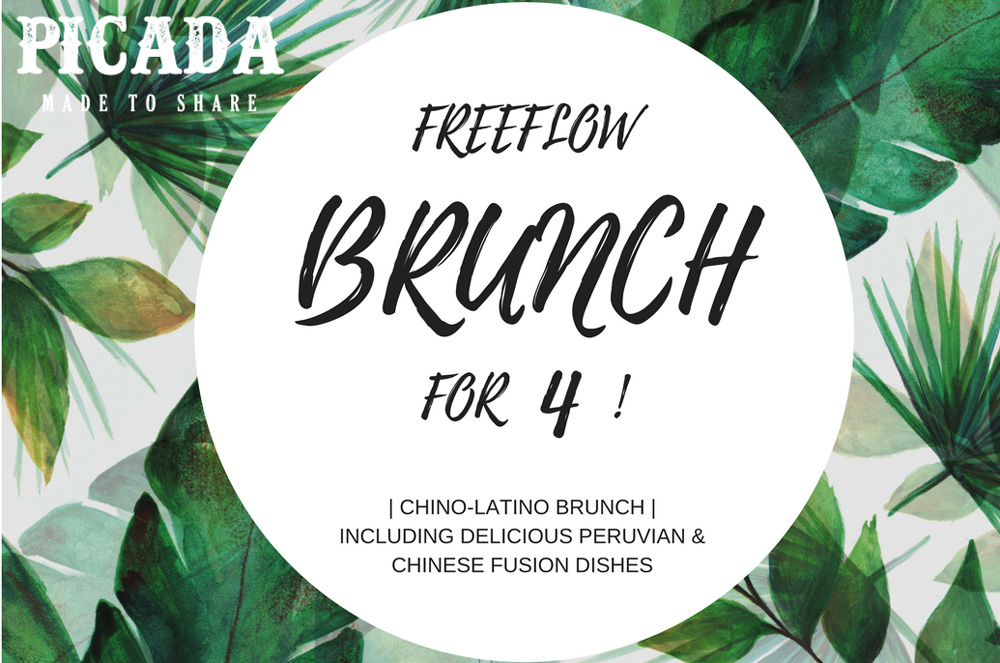 PICADA
MADE TO SHARE
FREEFLOW
BRUNCH
FOR 4 !
| CHINO-LATINO BRUNCH |
INCLUDING DELICIOUS PERUVIAN &
CHINESE FUSION DISHES